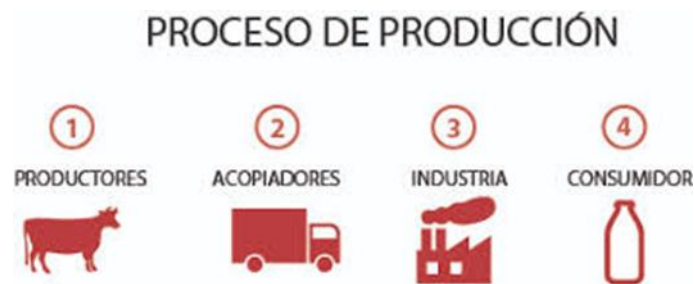 PROCESO DE PRODUCCIÓN
1 2 3 4
PRODUCTORES ACOPIADORES INDUSTRIA CONSUMIDOR